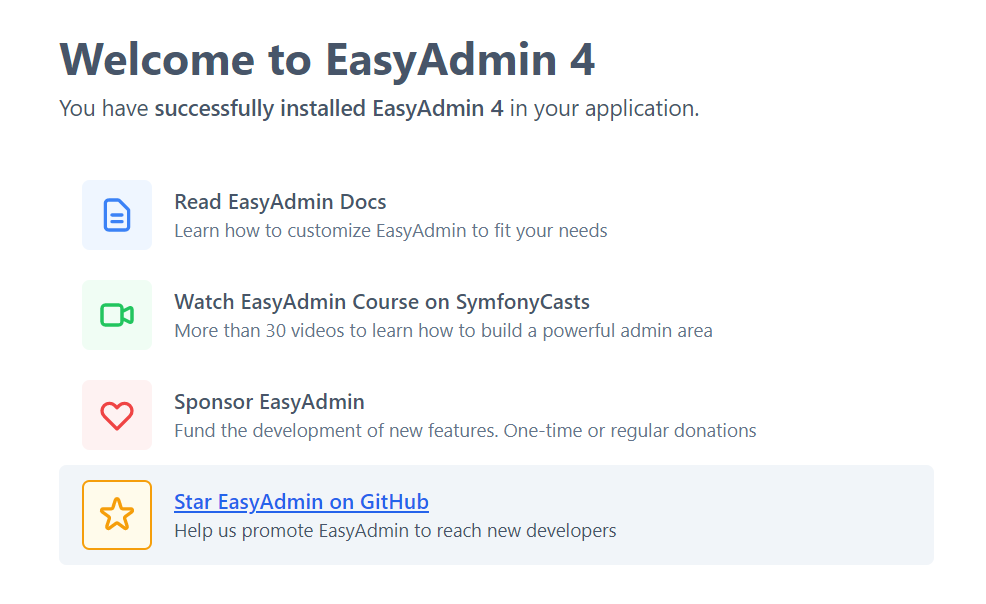 Welcome to EasyAdmin 4
You have successfully installed EasyAdmin 4 in your application.
Read EasyAdmin Docs
Learn how to customize EasyAdmin to fit your needs
Watch EasyAdmin Course on SymfonyCasts
More than 30 videos to learn how to build a powerful admin area
Sponsor EasyAdmin
Fund the development of new features. One-time or regular donations
Star EasyAdmin on GitHub
Help us promote EasyAdmin to reach new developers